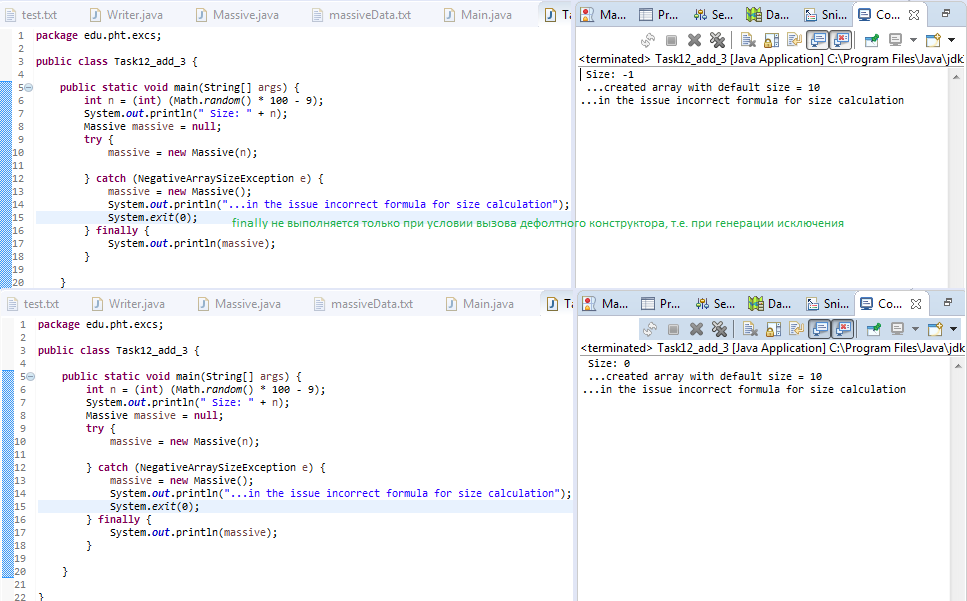 test.txt Writer.java Massive.java massiveData.txt Main.java Ta Ma... Pr... Se... Da... Sni... Co...
1 package edu.pht.excs;
2
3 public class Task12_add_3 {
4
5 public static void main(String[] args) {
6 int n = (int) (Math.random() * 100 - 9);
7 System.out.println(" Size: " + n);
8 Massive massive = null;
9 try {
10 massive = new Massive(n);
11
12 } catch (NegativeArraySizeException e) {
13 massive = new Massive();
14 System.out.println("...in the issue incorrect formula for size calculation");
15 System.exit(0);
finally не выполняется только при условии вызова дефолтного конструктора, т.е. при генерации исключения
16 } finally {
17 System.out.println(massive);
18 }
19
20 }
<terminated> Task12_add_3 [Java Application] C:\Program Files\Java\jdk
Size: -1
...created array with default size = 10
...in the issue incorrect formula for size calculation
test.txt Writer.java Massive.java massiveData.txt Main.java Ta Ma... Pr... Se... Da... Sni... Co...
1 package edu.pht.excs;
2
3 public class Task12_add_3 {
4
5 public static void main(String[] args) {
6 int n = (int) (Math.random() * 100 - 9);
7 System.out.println(" Size: " + n);
8 Massive massive = null;
9 try {
10 massive = new Massive(n);
11
12 } catch (NegativeArraySizeException e) {
13 massive = new Massive();
14 System.out.println("...in the issue incorrect formula for size calculation");
15 System.exit(0);
16 } finally {
17 System.out.println(massive);
18 }
19
20 }
21
22 }
<terminated> Task12_add_3 [Java Application] C:\Program Files\Java\jdk
Size: 0
...created array with default size = 10
...in the issue incorrect formula for size calculation